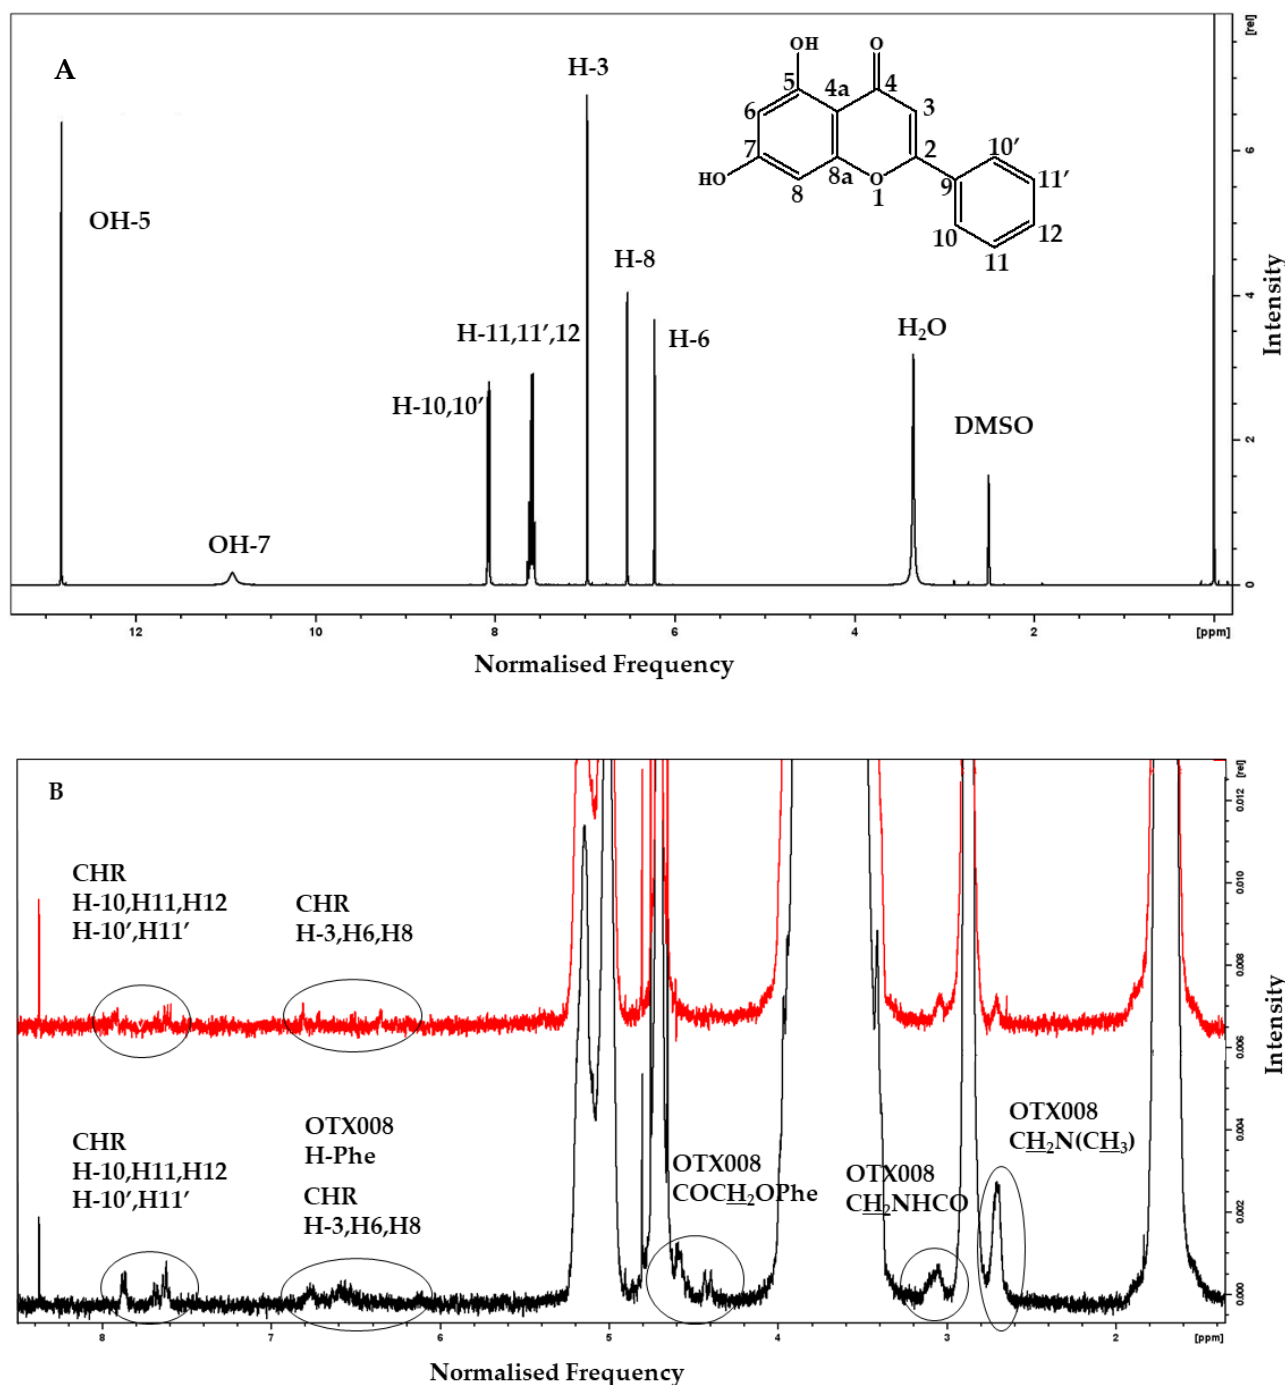 A
OH-5
OH-7
H-10,10′
H-11,11′,12
H-3
H-8
H-6
H₂O
DMSO
OH
O
5
4a
4
3
6
7
8a
2
10′
HO
8
O
1
9
11′
10
12
11
[rel]
6
4
2
0
Intensity
12
10
8
6
4
2
[ppm]
Normalised Frequency
B
CHR
H-10,H11,H12
H-10′,H11′
CHR
H-3,H6,H8
CHR
H-10,H11,H12
H-10′,H11′
OTX008
H-Phe
CHR
H-3,H6,H8
OTX008
COCH₂OPhe
OTX008
CH₂NHCO
OTX008
CH₂N(CH₃)
[rel]
0.012
0.010
0.008
0.006
0.004
0.002
0.000
Intensity
8
7
6
5
4
3
2
[ppm]
Normalised Frequency